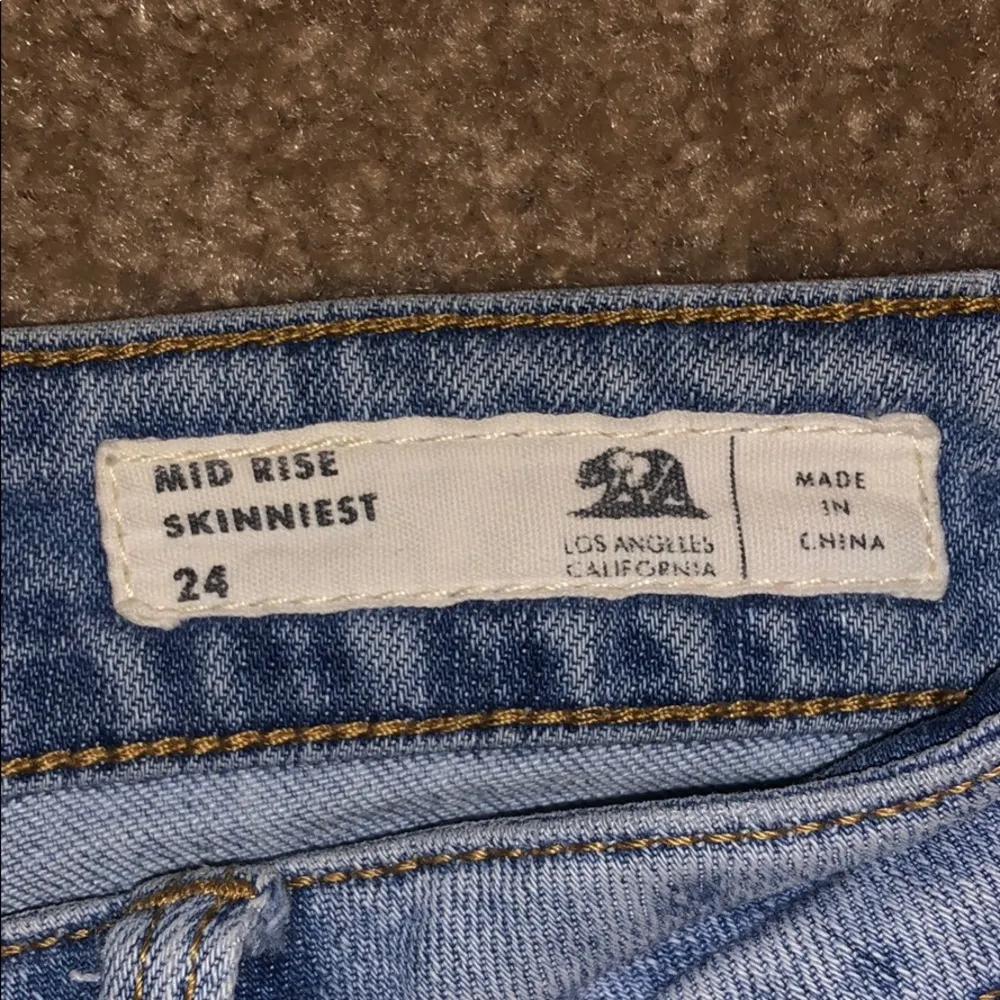 MID RISE
SKINNIEST
24
LOS ANGELES
CALIFORNIA
MADE
IN
CHINA